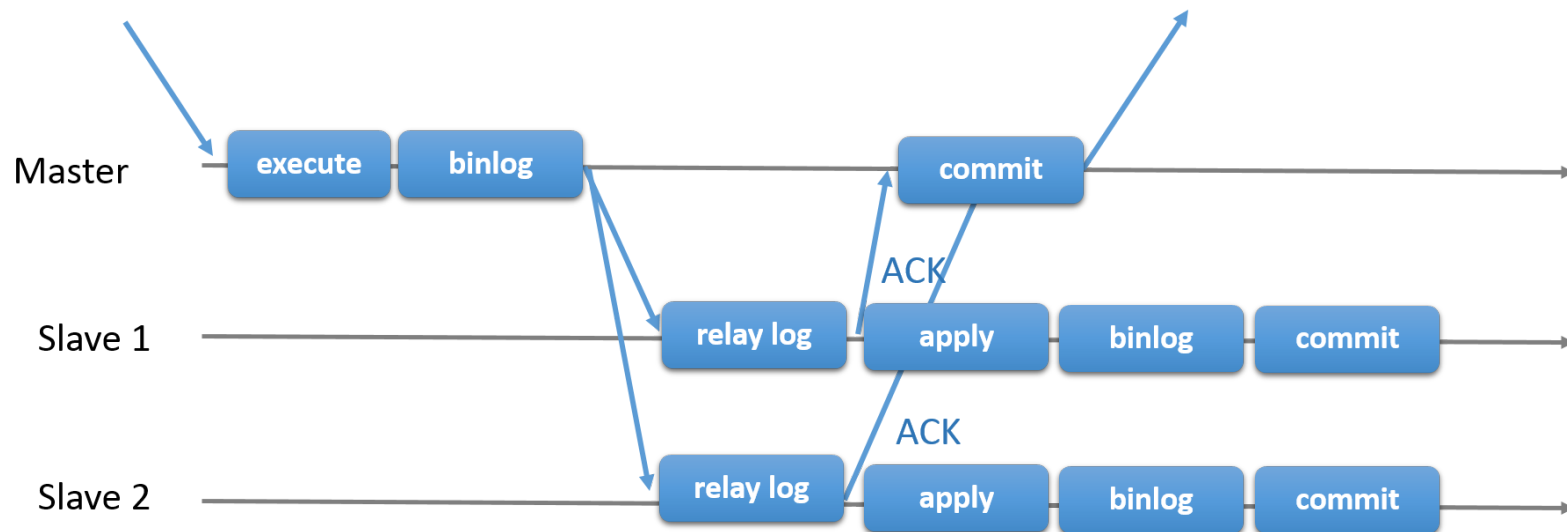 Master execute binlog commit
ACK
Slave 1 relay log apply binlog commit
ACK
Slave 2 relay log apply binlog commit